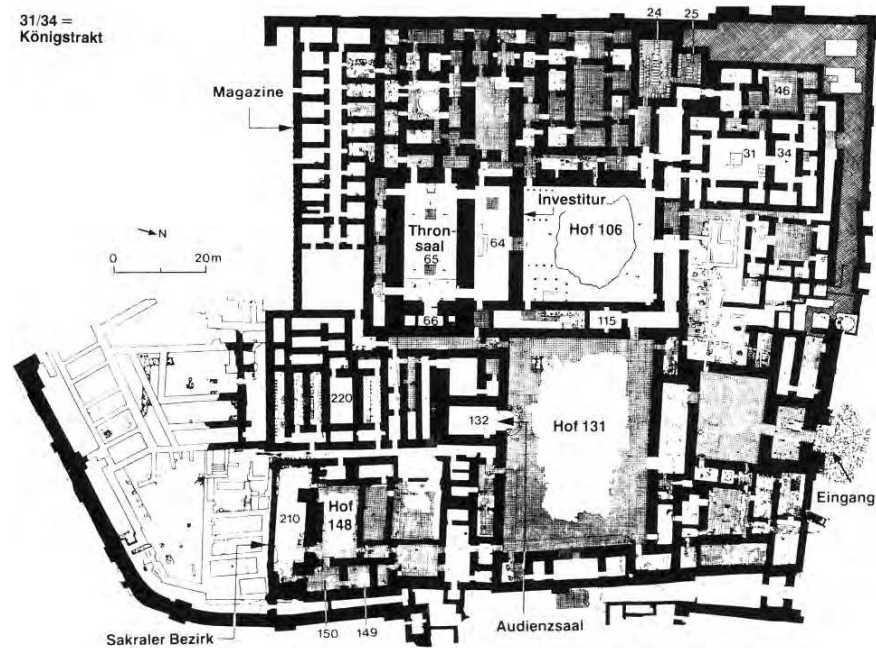 31/34 =
Königstrakt
24
25
Magazine
46
31
34
Investitur
Thron-
saal
65
64
Hof 106
N
0
20m
66
115
220
132
Hof 131
Eingang
210
Hof
148
Sakraler Bezirk
150
149
Audienzsaal